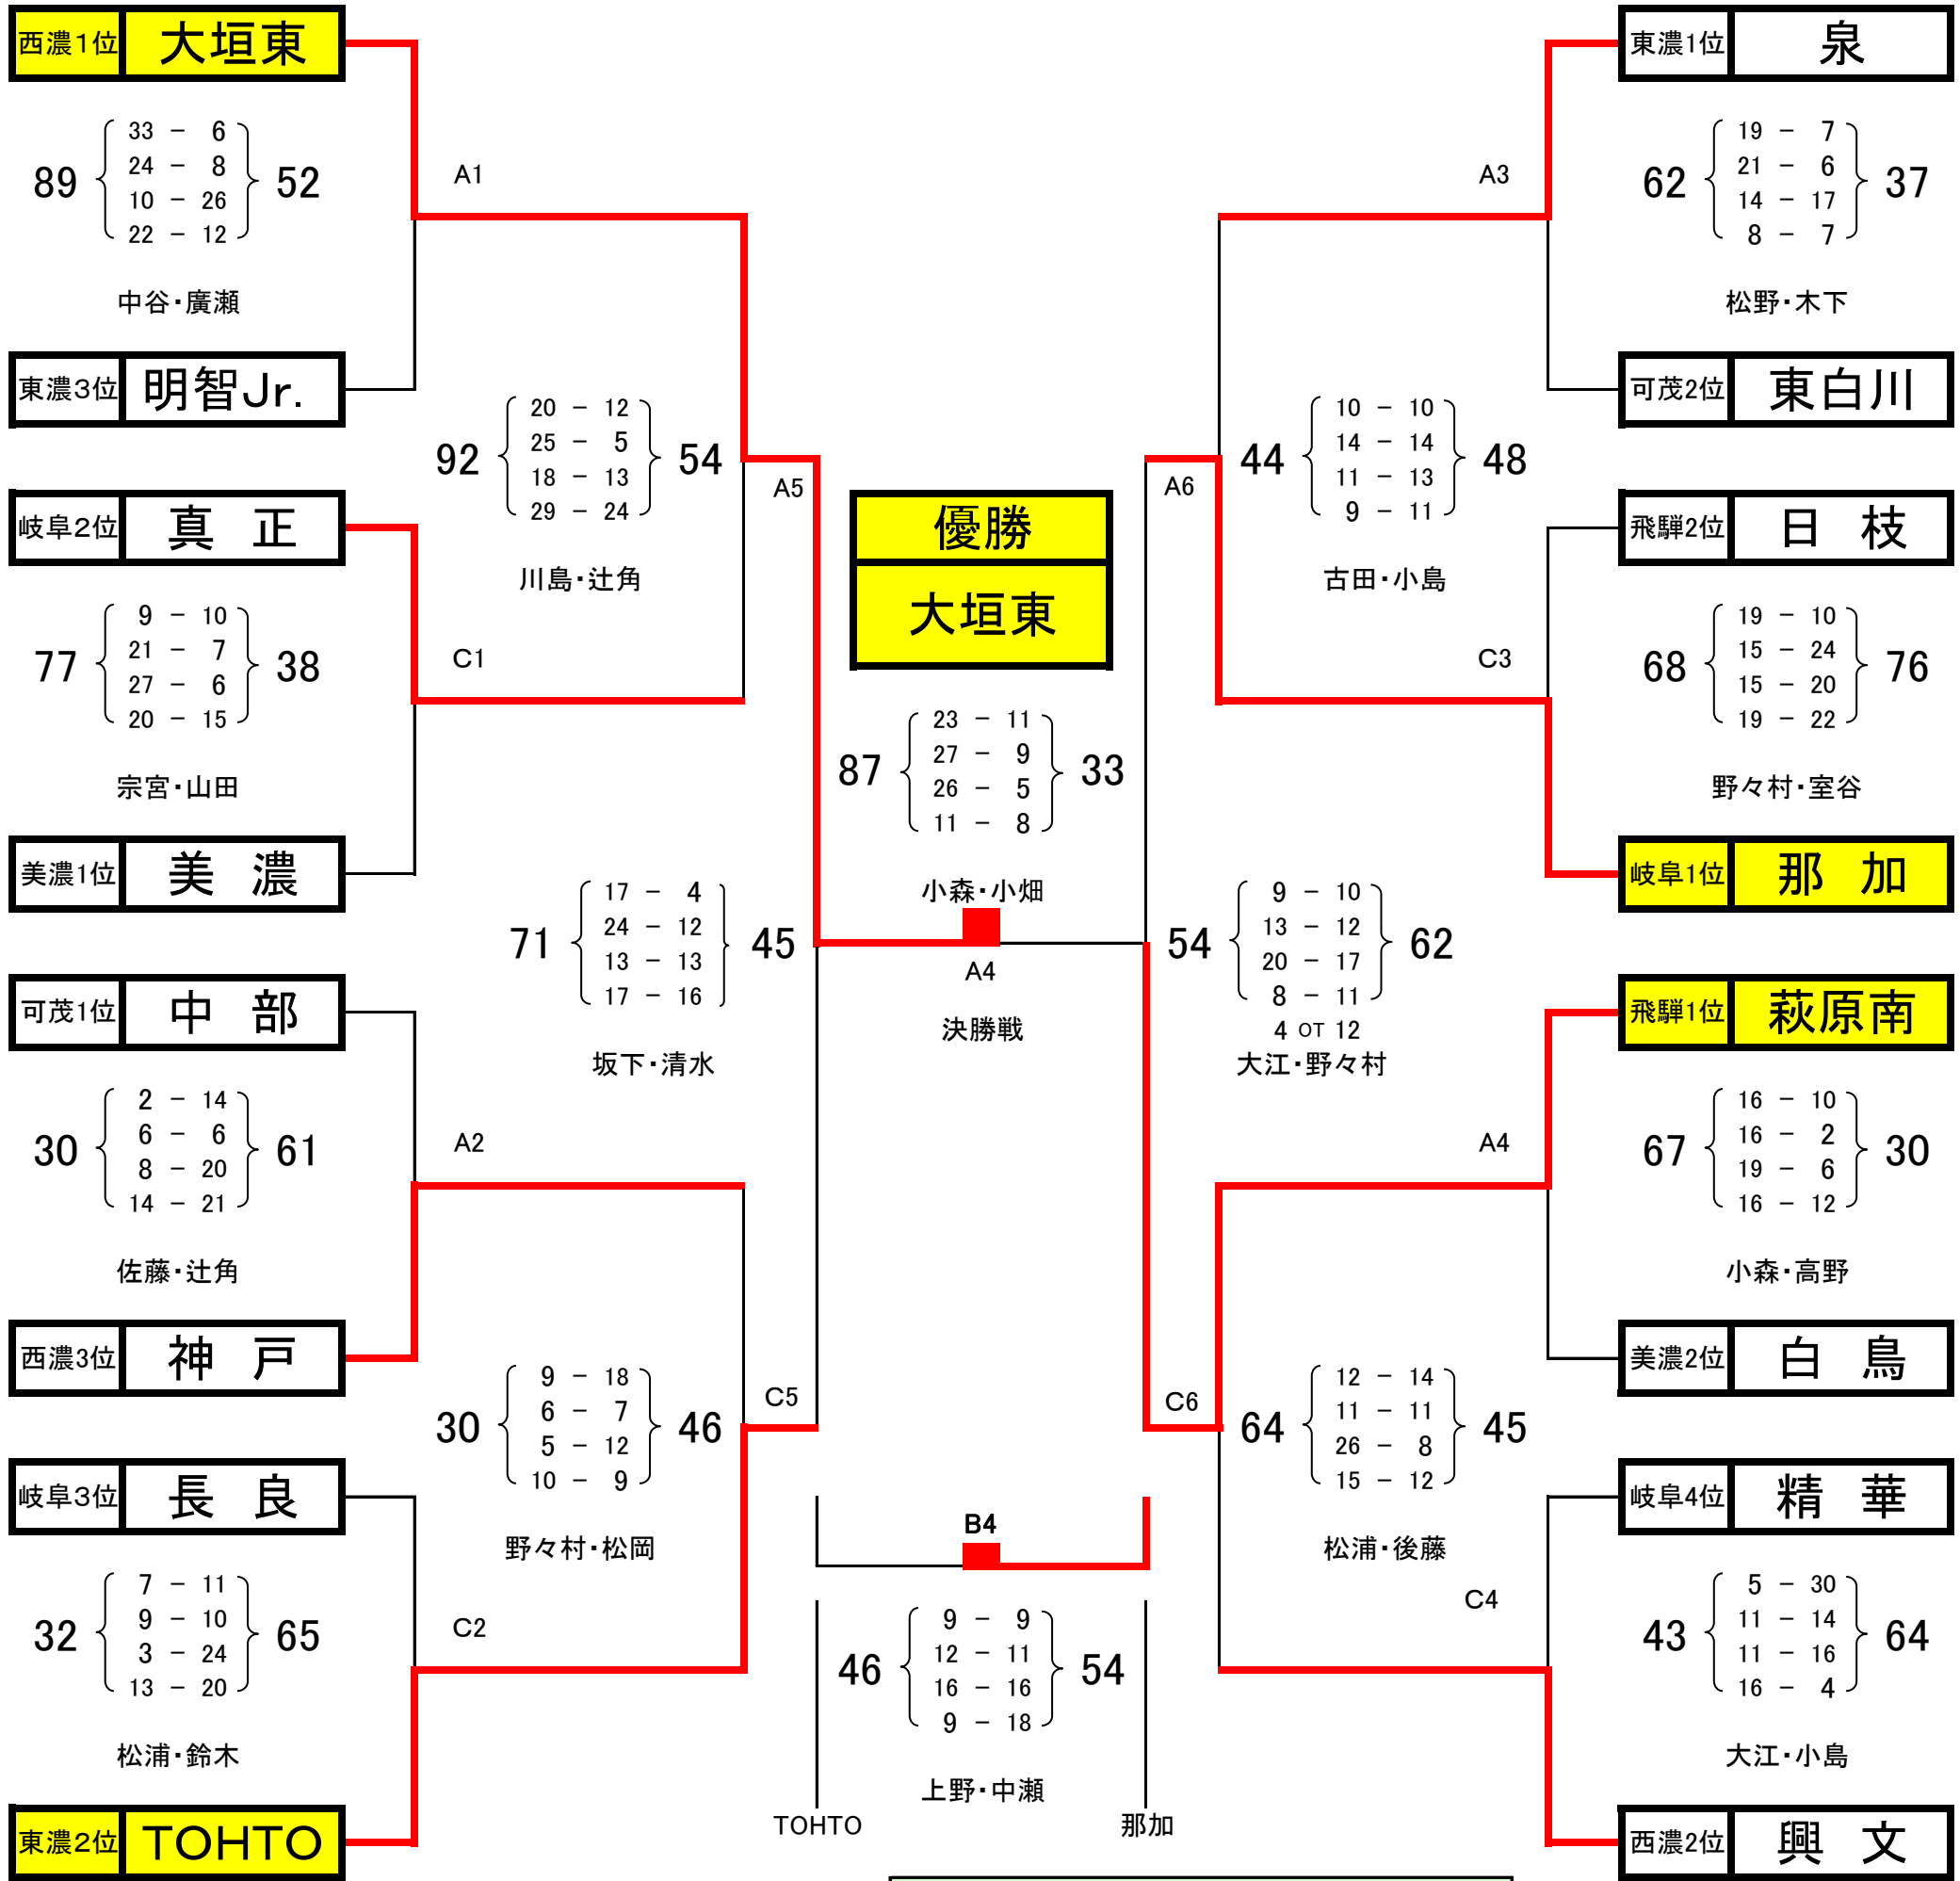 西濃1位 大垣東
89 52
33 - 6
24 - 8
10 - 26
22 - 12
A1
中谷・廣瀬
東濃3位 明智Jr.
92 54
20 - 12
25 - 5
18 - 13
29 - 24
A5
川島・辻角
岐阜2位 真 正
77 38
9 - 10
21 - 7
27 - 6
20 - 15
C1
宗宮・山田
美濃1位 美 濃
71 45
17 - 4
24 - 12
13 - 13
17 - 16
坂下・清水
可茂1位 中 部
30 61
2 - 14
6 - 6
8 - 20
14 - 21
A2
佐藤・辻角
西濃3位 神 戸
30 46
9 - 18
6 - 7
5 - 12
10 - 9
C5
野々村・松岡
岐阜3位 長 良
32 65
7 - 11
9 - 10
3 - 24
13 - 20
C2
松浦・鈴木
東濃2位 TOHTO
優勝
大垣東
87 33
23 - 11
27 - 9
26 - 5
11 - 8
小森・小畑
A4
決勝戦
B4
46 54
9 - 9
12 - 11
16 - 16
9 - 18
上野・中瀬
TOHTO 那加
東濃1位 泉
A3
62 37
19 - 7
21 - 6
14 - 17
8 - 7
松野・木下
可茂2位 東白川
A6
44 48
10 - 10
14 - 14
11 - 13
9 - 11
古田・小島
飛騨2位 日 枝
C3
68 76
19 - 10
15 - 24
15 - 20
19 - 22
野々村・室谷
岐阜1位 那 加
54 62
9 - 10
13 - 12
20 - 17
8 - 11
4 OT 12
大江・野々村
飛騨1位 萩原南
A4
67 30
16 - 10
16 - 2
19 - 6
16 - 12
小森・高野
美濃2位 白 鳥
C6
64 45
12 - 14
11 - 11
26 - 8
15 - 12
松浦・後藤
岐阜4位 精 華
C4
43 64
5 - 30
11 - 14
11 - 16
16 - 4
大江・小島
西濃2位 興 文